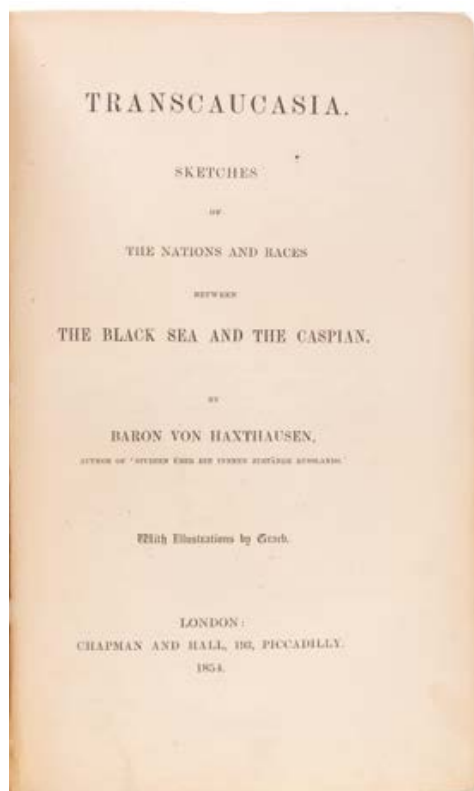 TRANSCAUCASIA.
SKETCHES
OF
THE NATIONS AND RACES
BETWEEN
THE BLACK SEA AND THE CASPIAN.
BY
BARON VON HAXTHAUSEN,
AUTHOR OF 'STUDIEN ÜBER DIE INNERN ZUSTÄNDE RUSSLANDS.'
With Illustrations by Graeb.
LONDON:
CHAPMAN AND HALL, 193, PICCADILLY.
1854.